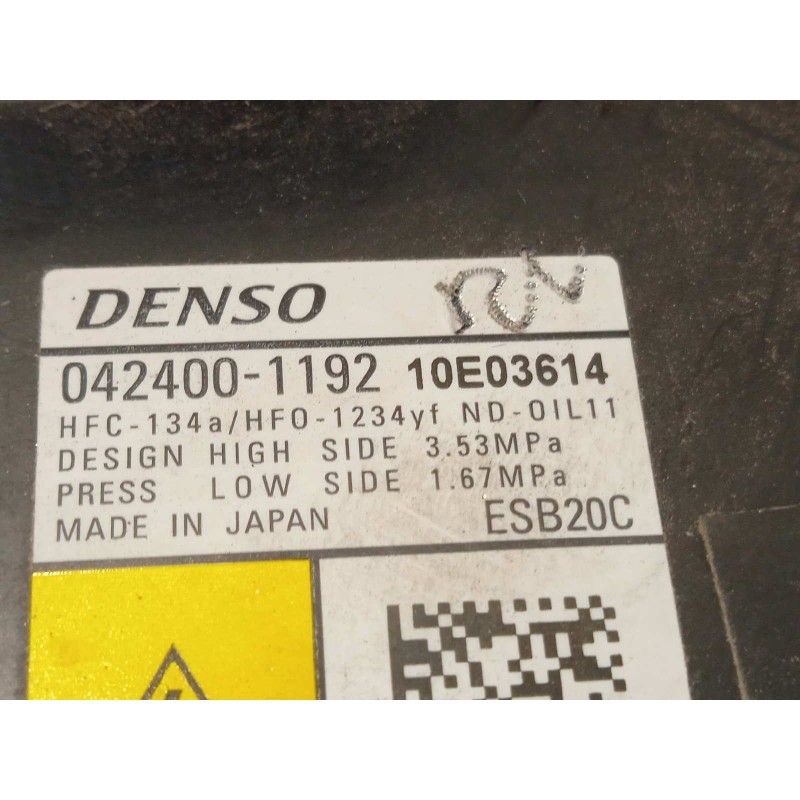 DENSO
042400-1192 10E03614
HFC-134a/HFO-1234yf ND-OIL11
DESIGN HIGH SIDE 3.53MPa
PRESS LOW SIDE 1.67MPa
MADE IN JAPAN ESB20C